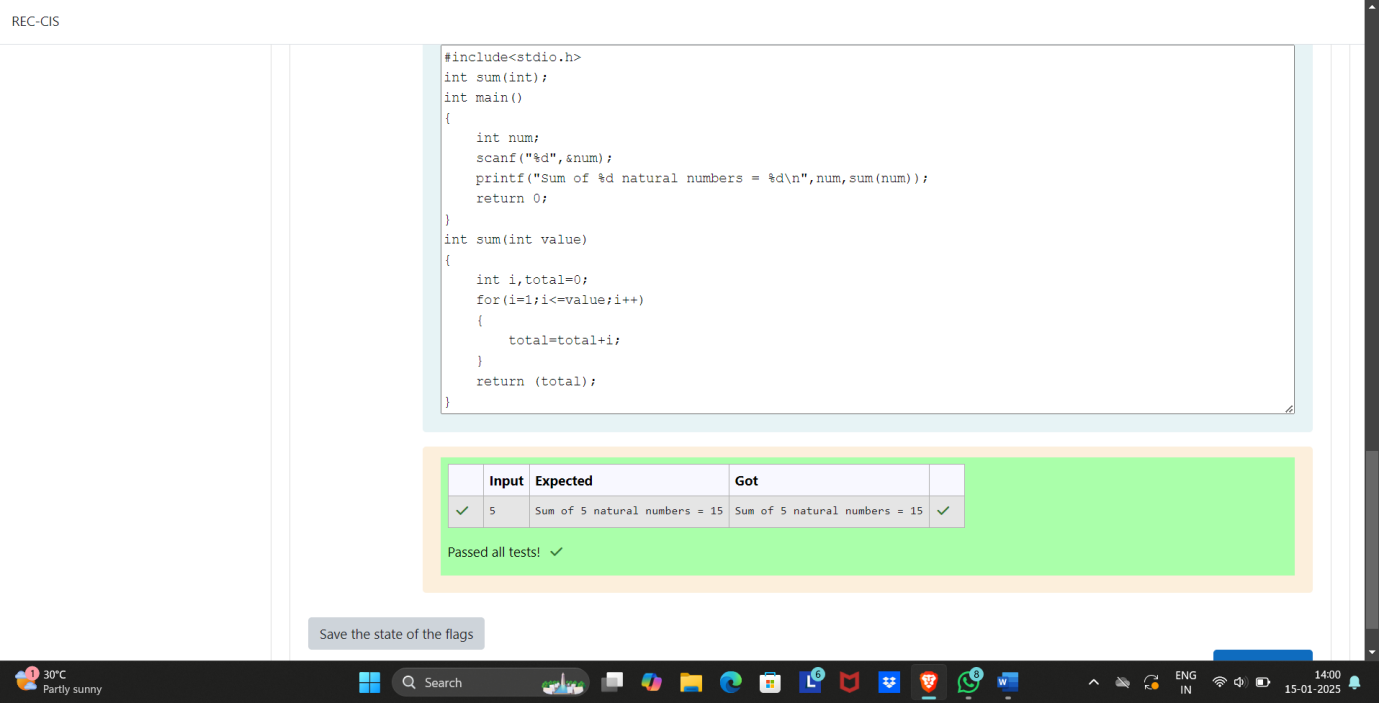 REC-CIS
#include<stdio.h>
int sum(int);
int main()
{
    int num;
    scanf("%d",&num);
    printf("Sum of %d natural numbers = %d\n",num,sum(num));
    return 0;
}
int sum(int value)
{
    int i,total=0;
    for(i=1;i<=value;i++)
    {
        total=total+i;
    }
    return (total);
}
Input Expected Got
5 Sum of 5 natural numbers = 15 Sum of 5 natural numbers = 15
Passed all tests!
Save the state of the flags
1
30°C
Partly sunny
Search
L
6
8
W
ENG
IN
14:00
15-01-2025